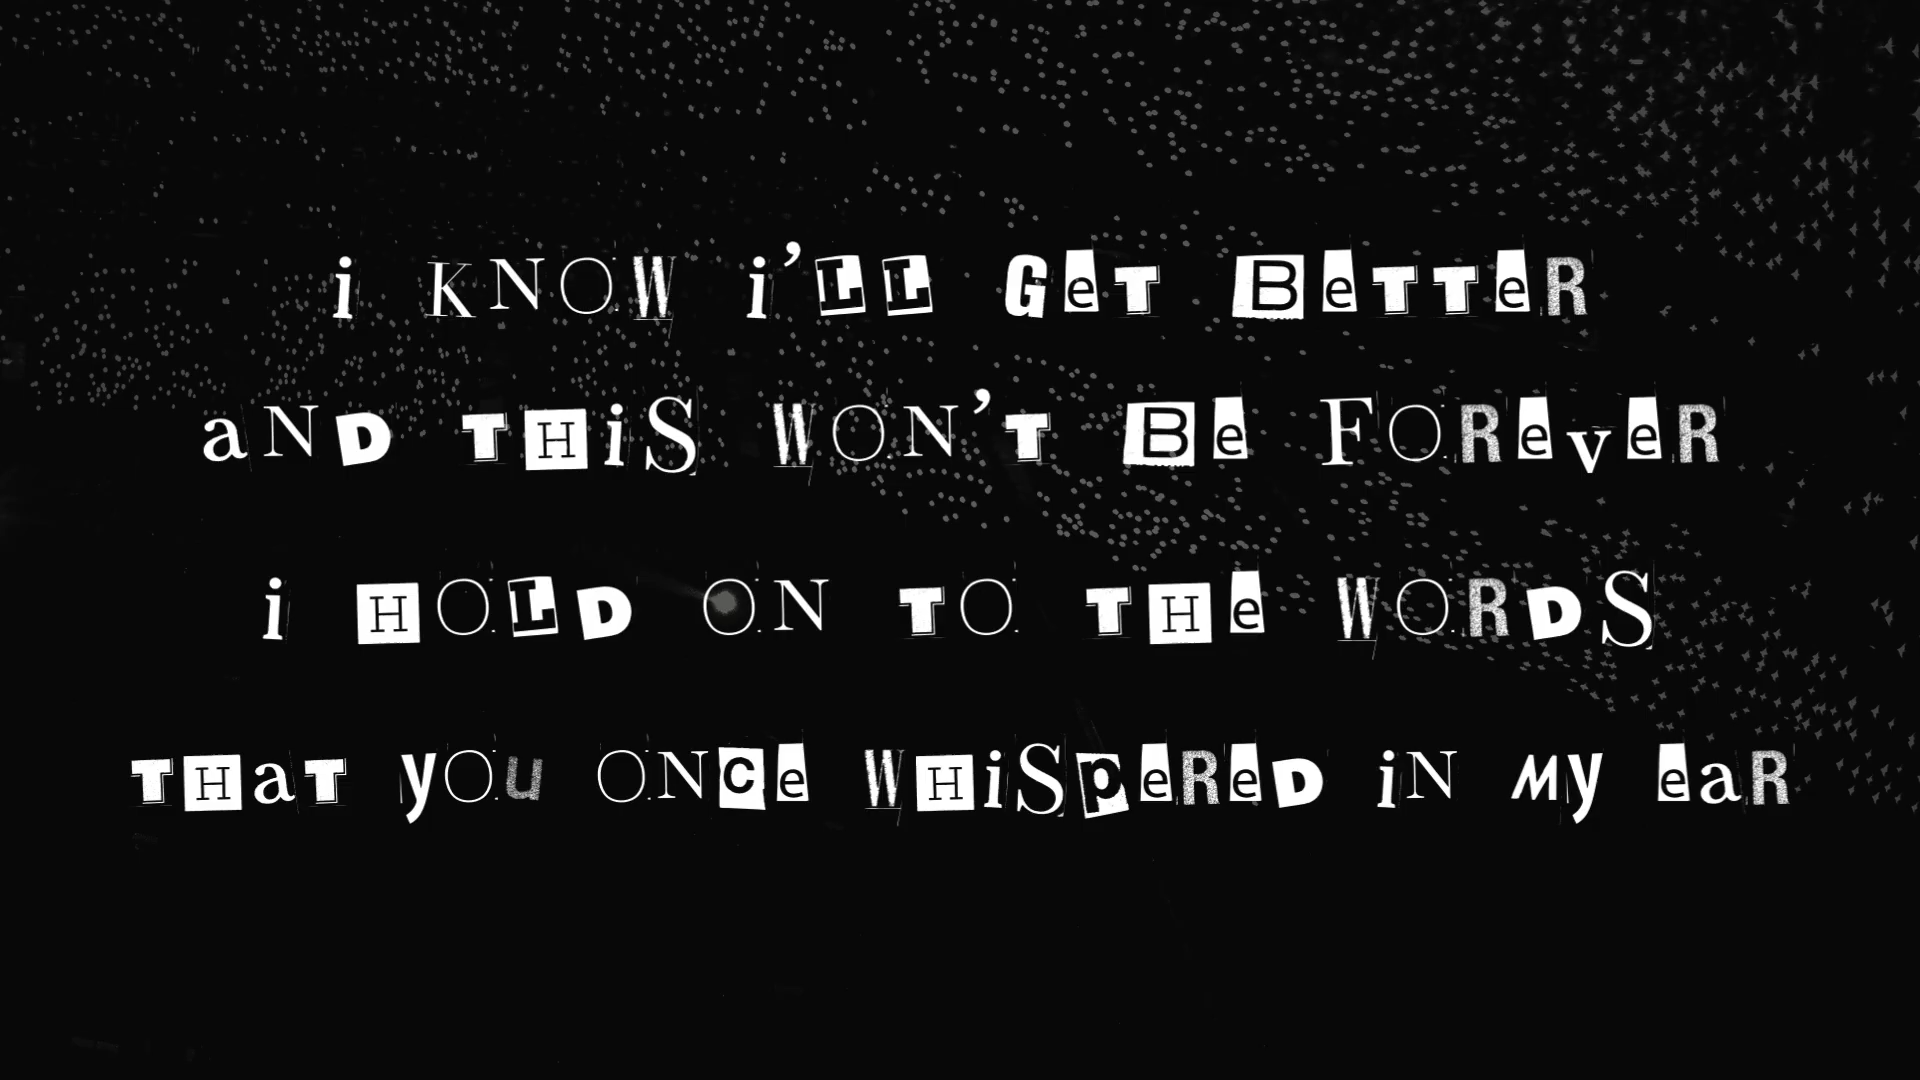 i KNOW i'LL GeT BeTTeR
aND THiS WON'T Be FOReveR
i HOLD ON TO THe WORDS
THaT yOu ONCe WHiSpeReD iN My eaR